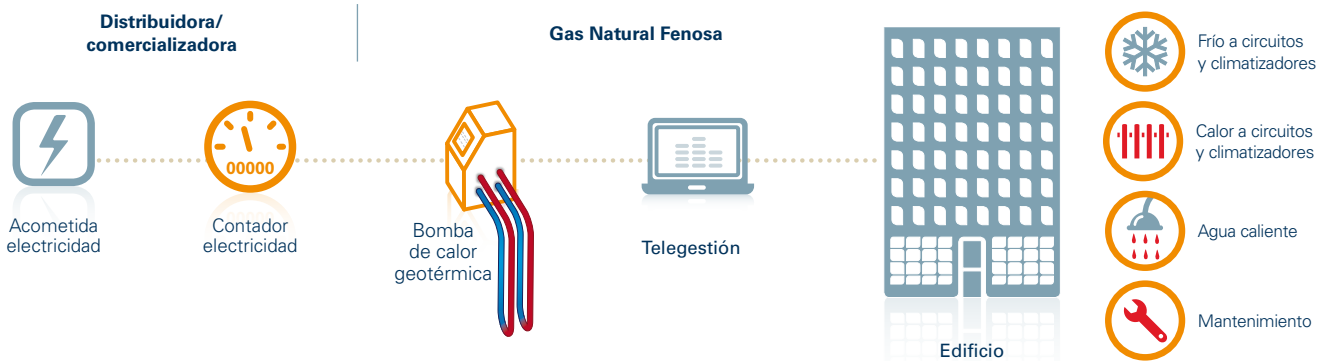 Distribuidora/
comercializadora
Gas Natural Fenosa
00000
Acometida
electricidad
Contador
electricidad
Bomba
de calor
geotérmica
Telegestión
Edificio
Frío a circuitos
y climatizadores
Calor a circuitos
y climatizadores
Agua caliente
Mantenimiento